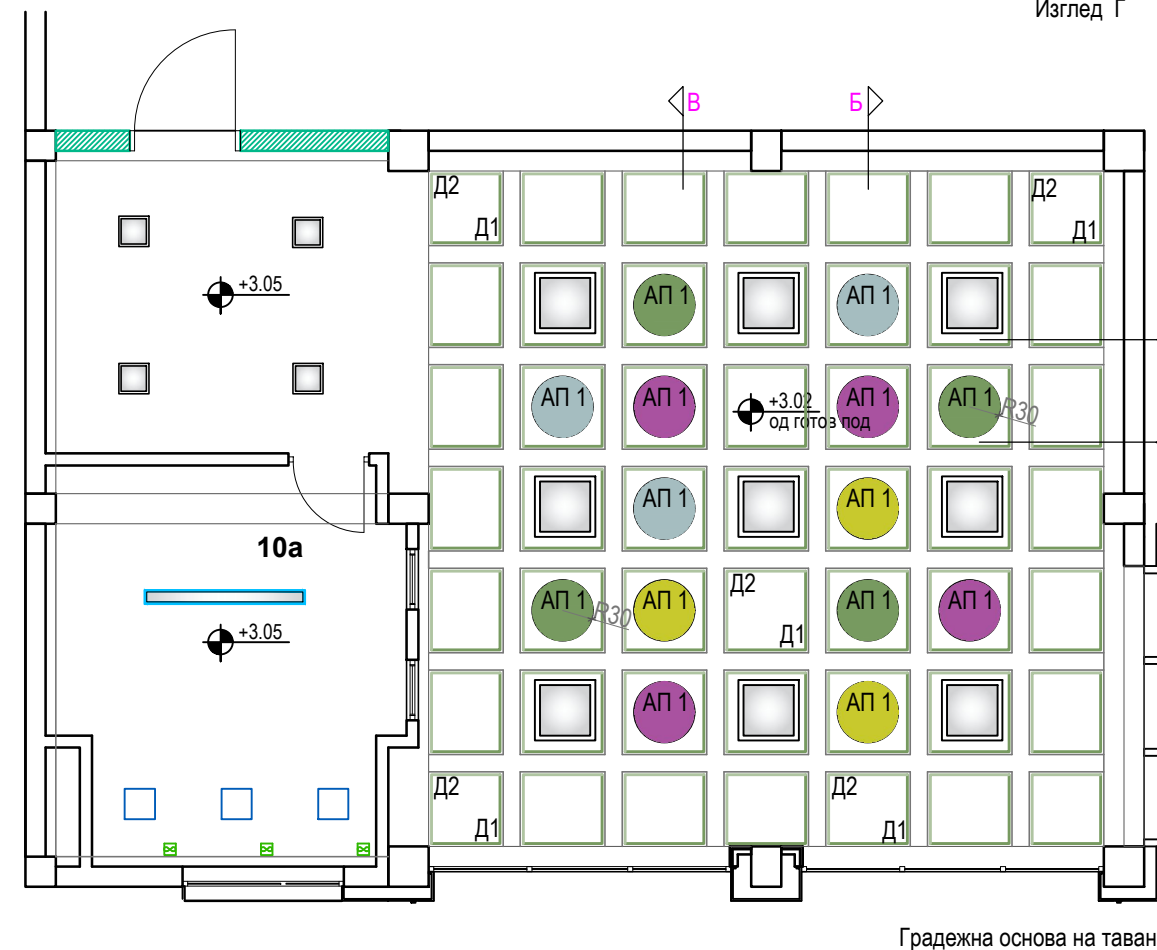 Изглед Г
В
Б
Д2
Д2
Д1
Д1
+3.05
АП 1
АП 1
АП 1
АП 1
+3.02
од готов под
АП 1
АП 1
R30
АП 1
АП 1
10а
Д2
АП 1
R30
АП 1
Д1
АП 1
АП 1
+3.05
АП 1
АП 1
Д2
Д2
Д1
Д1
Градежна основа на таван